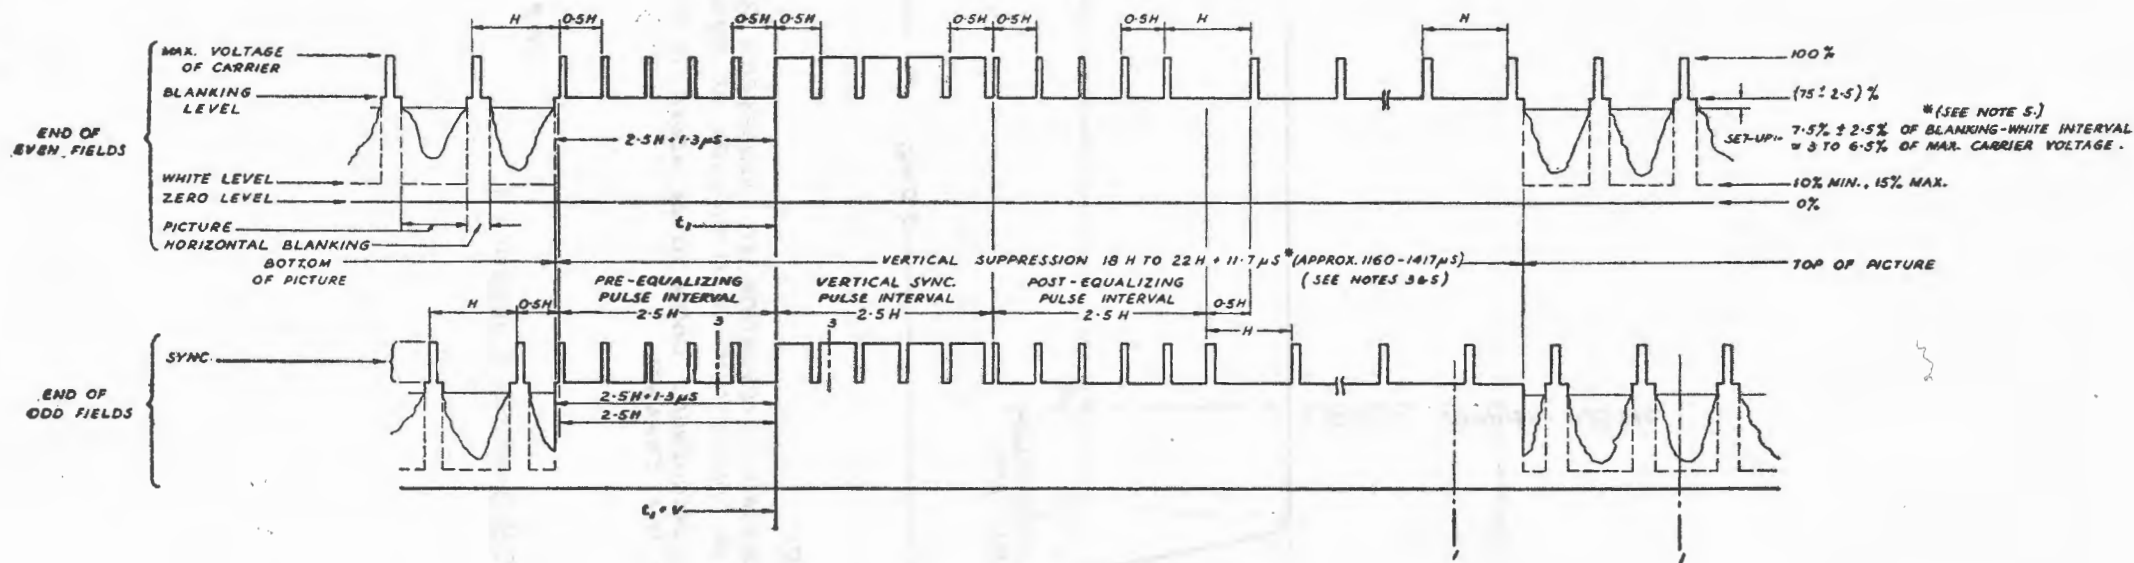 H
0·5H
0·5H
0·5H
0·5H
0·5H
0·5H
H
H
MAX. VOLTAGE
OF CARRIER
BLANKING
LEVEL
END OF
EVEN FIELDS
2·5H+1·3µS
WHITE LEVEL
ZERO LEVEL
PICTURE
HORIZONTAL BLANKING
t₁
100%
(75 ± 2·5)%
*(SEE NOTE 5.)
SET-UP:-
7·5% ± 2·5% OF BLANKING-WHITE INTERVAL
≈ 3 TO 6·5% OF MAX. CARRIER VOLTAGE.
10% MIN., 15% MAX.
0%
BOTTOM
OF PICTURE
VERTICAL SUPPRESSION 18 H TO 22H + 11·7 µS *(APPROX. 1160-1417µS)
(SEE NOTES 3&5)
TOP OF PICTURE
PRE-EQUALIZING
PULSE INTERVAL
2·5H
VERTICAL SYNC.
PULSE INTERVAL
2·5H
POST-EQUALIZING
PULSE INTERVAL
2·5H
0·5H
H
H
0·5H
3
3
SYNC.
END OF
ODD FIELDS
2·5H+1·3µS
2·5H
t₁+V
1
1